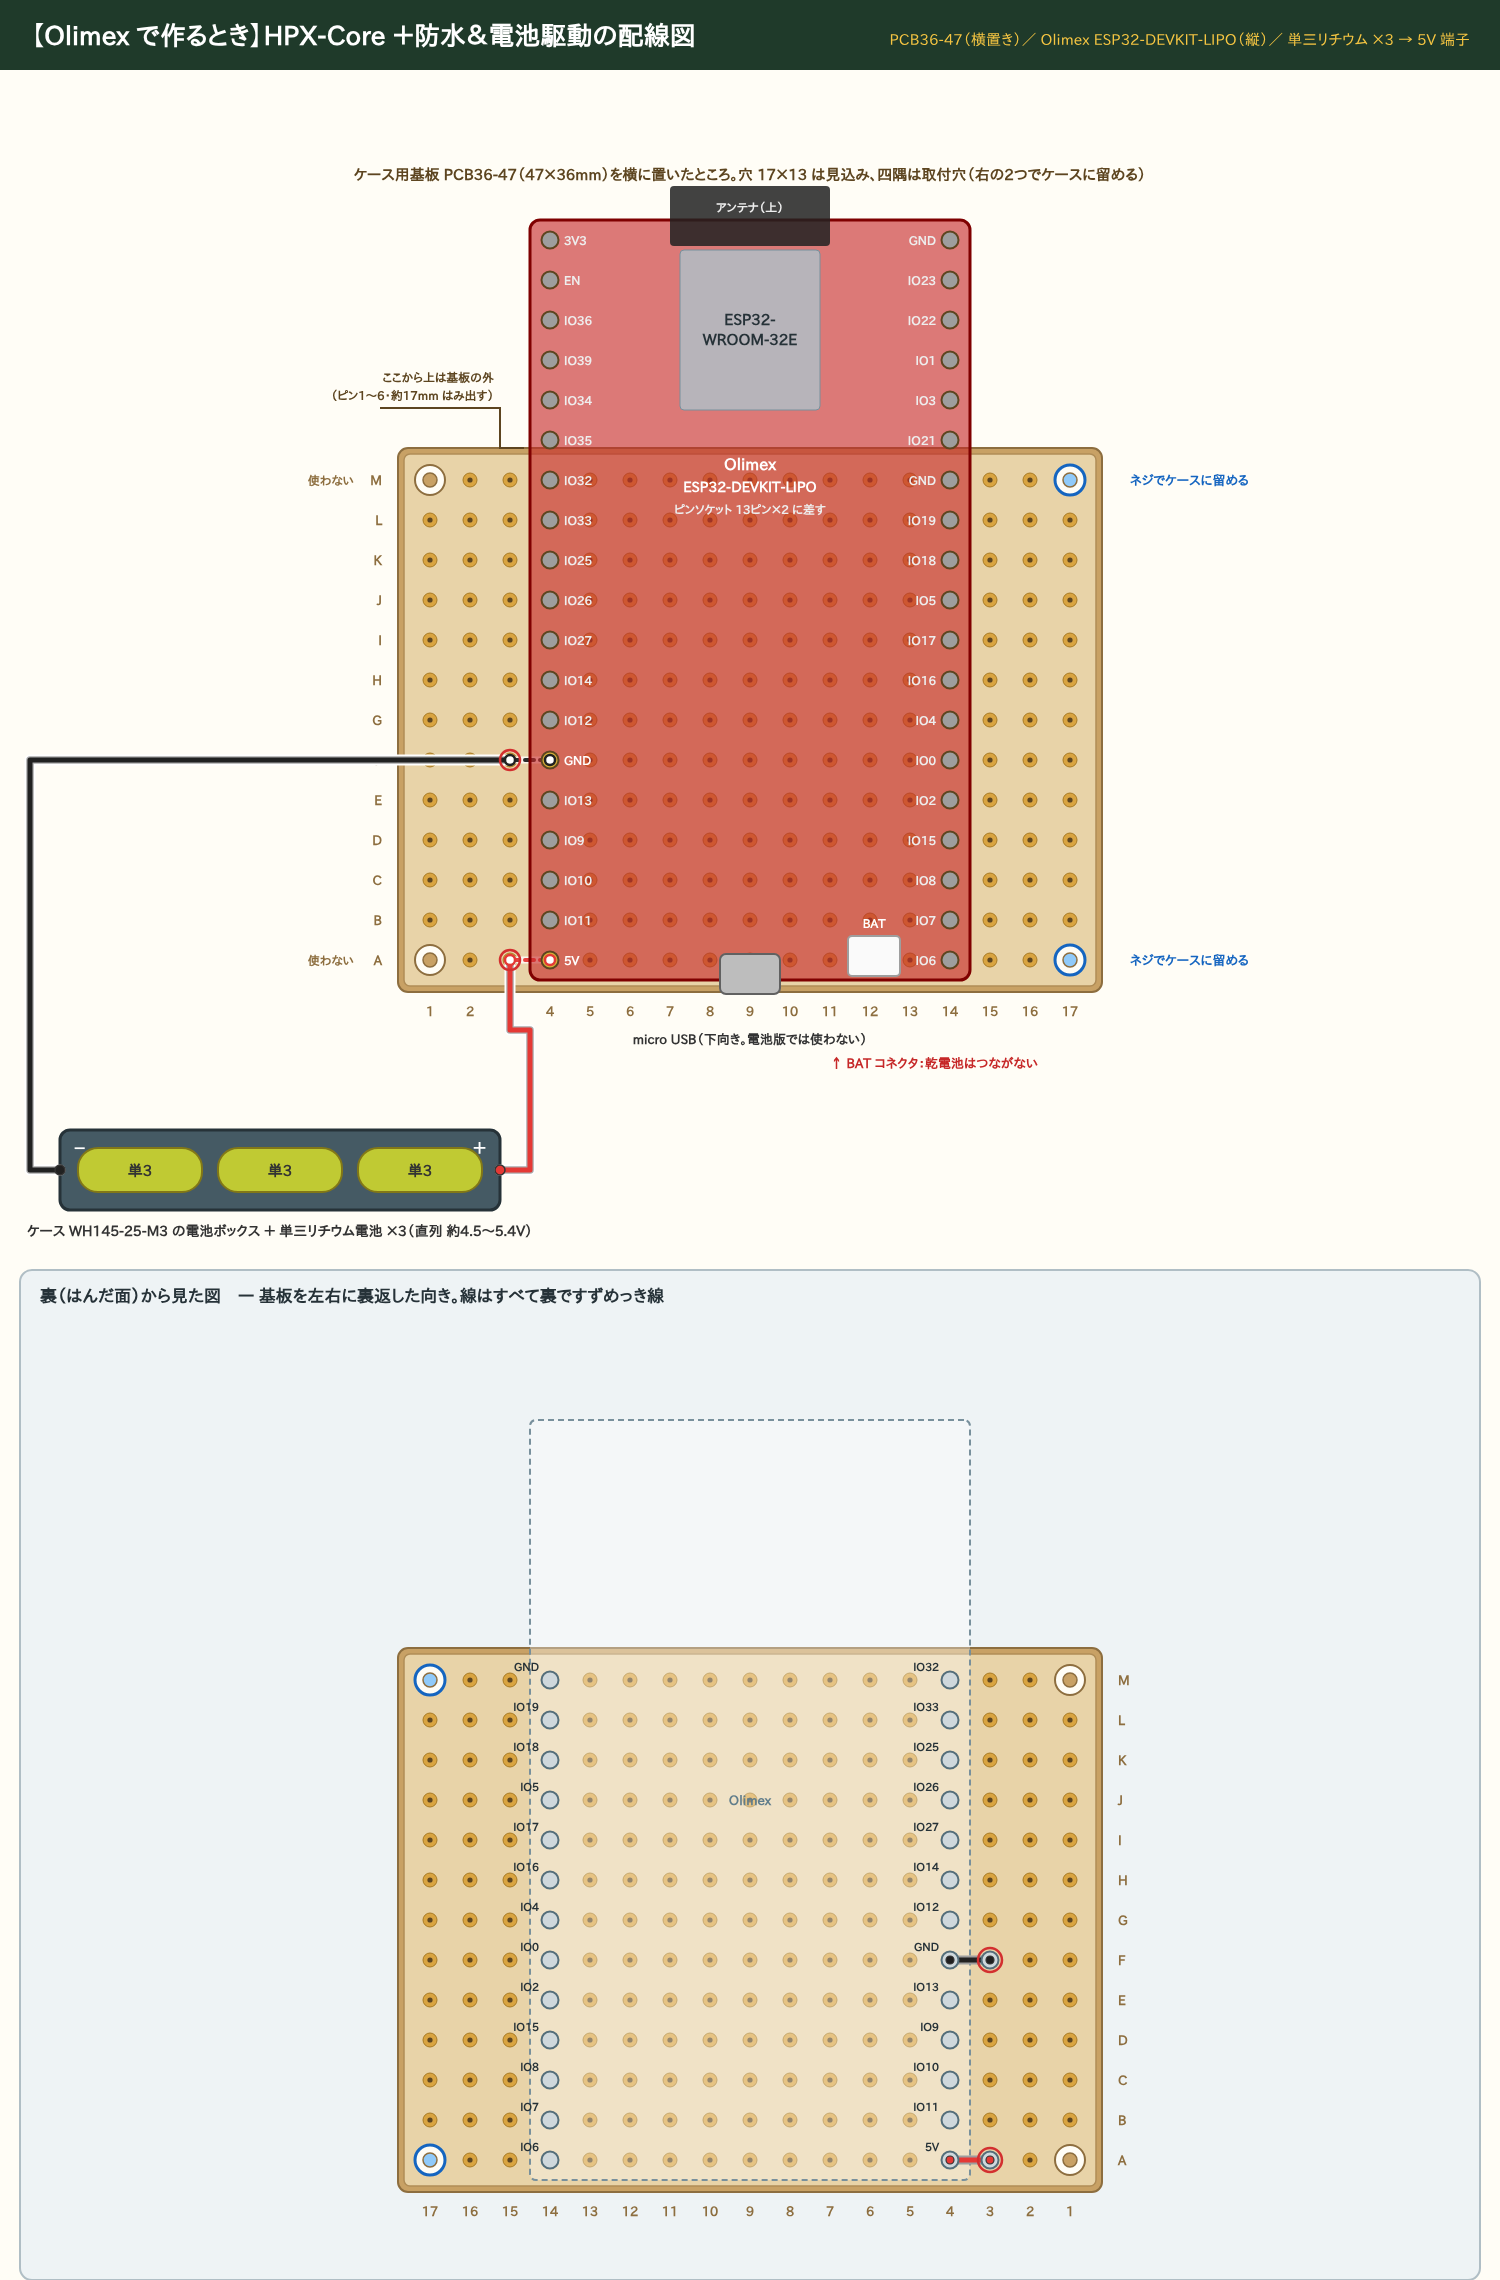 【Olimex で作るとき】HPX-Core ＋防水＆電池駆動の配線図
PCB36-47（横置き）／ Olimex ESP32-DEVKIT-LIPO（縦）／ 単三リチウム ×3 → 5V 端子
ケース用基板 PCB36-47（47×36mm）を横に置いたところ。穴 17×13 は見込み、四隅は取付穴（右の2つでケースに留める）
アンテナ（上）
3V3 GND
EN IO23
ESP32-
WROOM-32E
IO36 IO22
IO39 IO1
ここから上は基板の外
（ピン1〜6・約17mm はみ出す）
IO34 IO3
IO35 IO21
Olimex
ESP32-DEVKIT-LIPO
ピンソケット 13ピン×2 に差す
使わない M IO32 GND ネジでケースに留める
L IO33 IO19
K IO25 IO18
J IO26 IO5
I IO27 IO17
H IO14 IO16
G IO12 IO4
GND IO0
E IO13 IO2
D IO9 IO15
C IO10 IO8
B IO11 BAT IO7
使わない A 5V IO6 ネジでケースに留める
1 2 4 5 6 7 8 9 10 11 12 13 14 15 16 17
micro USB（下向き。電池版では使わない）
↑ BAT コネクタ：乾電池はつながない
− +
単3 単3 単3
ケース WH145-25-M3 の電池ボックス ＋ 単三リチウム電池 ×3（直列 約4.5〜5.4V）
裏（はんだ面）から見た図　— 基板を左右に裏返した向き。線はすべて裏ですずめっき線
GND IO32 M
IO19 IO33 L
IO18 IO25 K
IO5 Olimex IO26 J
IO17 IO27 I
IO16 IO14 H
IO4 IO12 G
IO0 GND F
IO2 IO13 E
IO15 IO9 D
IO8 IO10 C
IO7 IO11 B
IO6 5V A
17 16 15 14 13 12 11 10 9 8 7 6 5 4 3 2 1